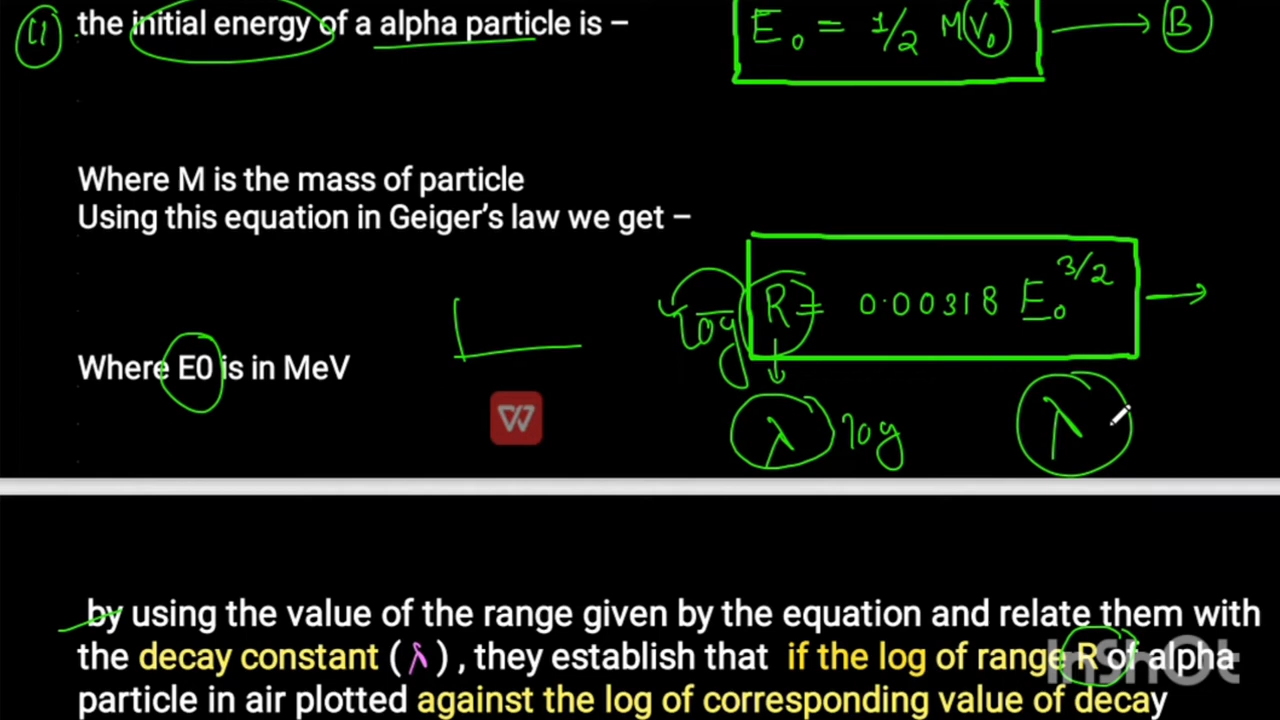 (1) the initial energy of a alpha particle is –
E₀ = 1/2 M(V₀) → B
Where M is the mass of particle
Using this equation in Geiger's law we get –
log R = 0.00318 E₀^3/2 →
Where E0 is in MeV
W
λ log λ
by using the value of the range given by the equation and relate them with
the decay constant (λ) , they establish that if the log of range R of alpha
InShOt
particle in air plotted against the log of corresponding value of decay